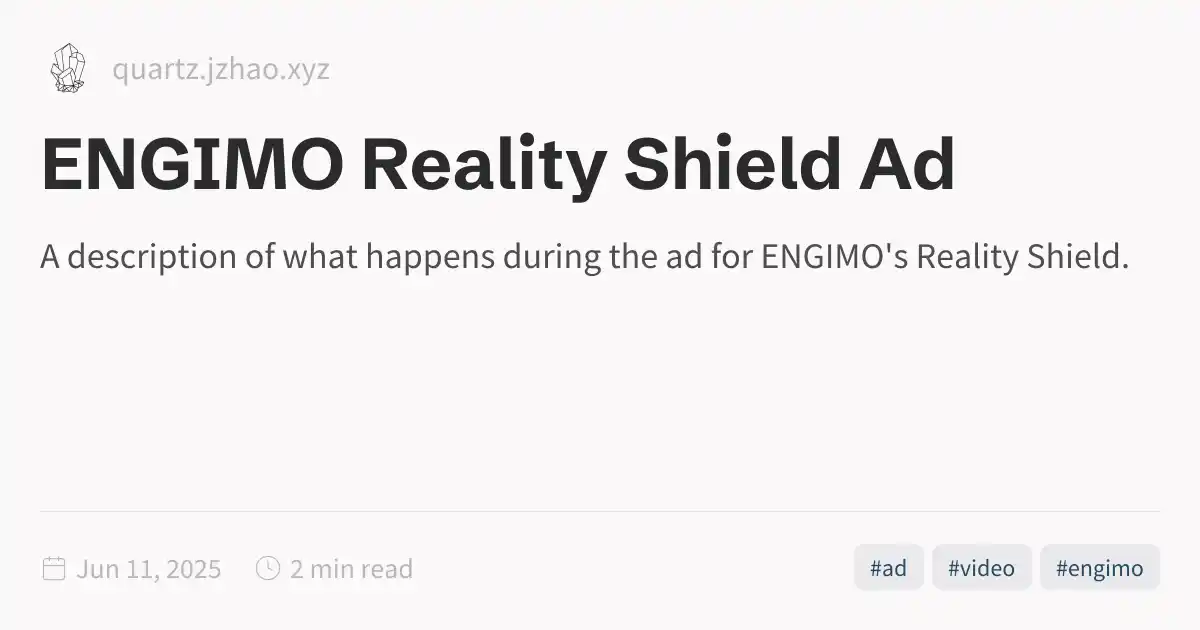 quartz.jzhao.xyz
ENGIMO Reality Shield Ad
A description of what happens during the ad for ENGIMO's Reality Shield.
Jun 11, 2025 2 min read #ad #video #engimo